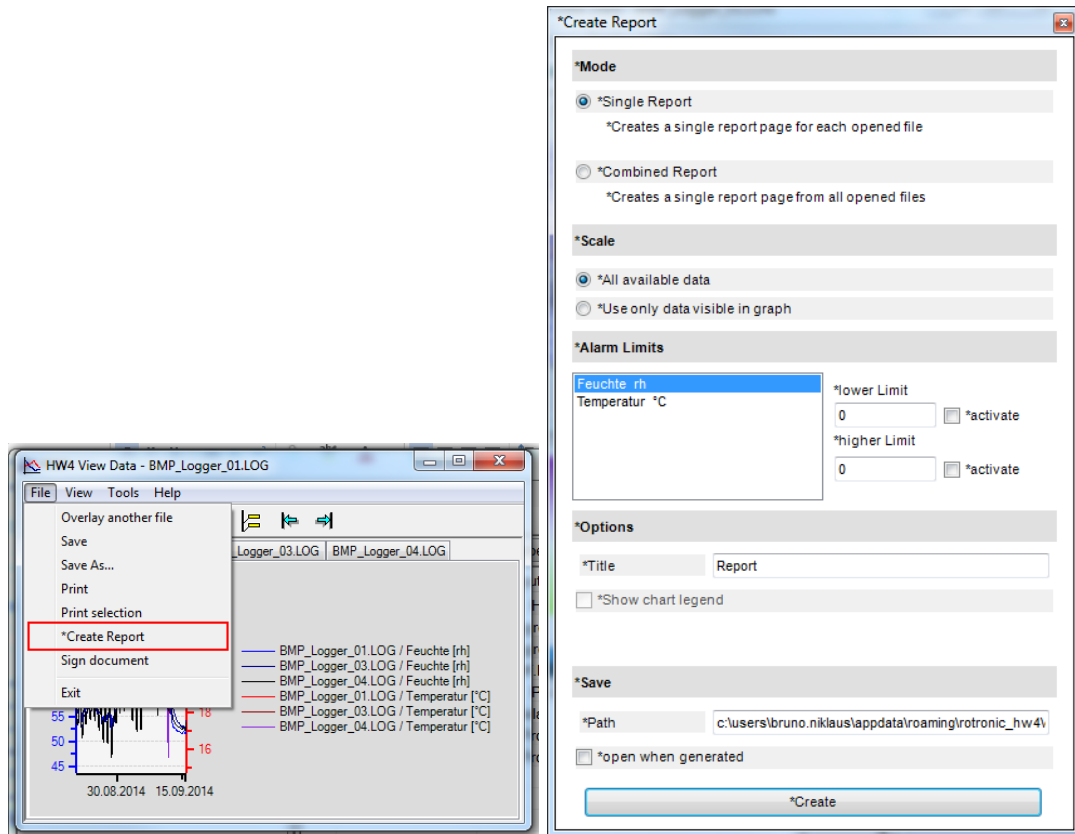 HW4 View Data - BMP_Logger_01.LOG
File View Tools Help
Overlay another file
Save
Save As...
Print
Print selection
*Create Report
Sign document
Exit
_Logger_03.LOG BMP_Logger_04.LOG
BMP_Logger_01.LOG / Feuchte [rh]
BMP_Logger_03.LOG / Feuchte [rh]
BMP_Logger_04.LOG / Feuchte [rh]
BMP_Logger_01.LOG / Temperatur [°C]
BMP_Logger_03.LOG / Temperatur [°C]
BMP_Logger_04.LOG / Temperatur [°C]
55 18
50 16
45
30.08.2014 15.09.2014
*Create Report
*Mode
*Single Report
*Creates a single report page for each opened file
*Combined Report
*Creates a single report page from all opened files
*Scale
*All available data
*Use only data visible in graph
*Alarm Limits
Feuchte rh
Temperatur °C
*lower Limit
0 *activate
*higher Limit
0 *activate
*Options
*Title Report
*Show chart legend
*Save
*Path c:\users\bruno.niklaus\appdata\roaming\rotronic_hw4\
*open when generated
*Create